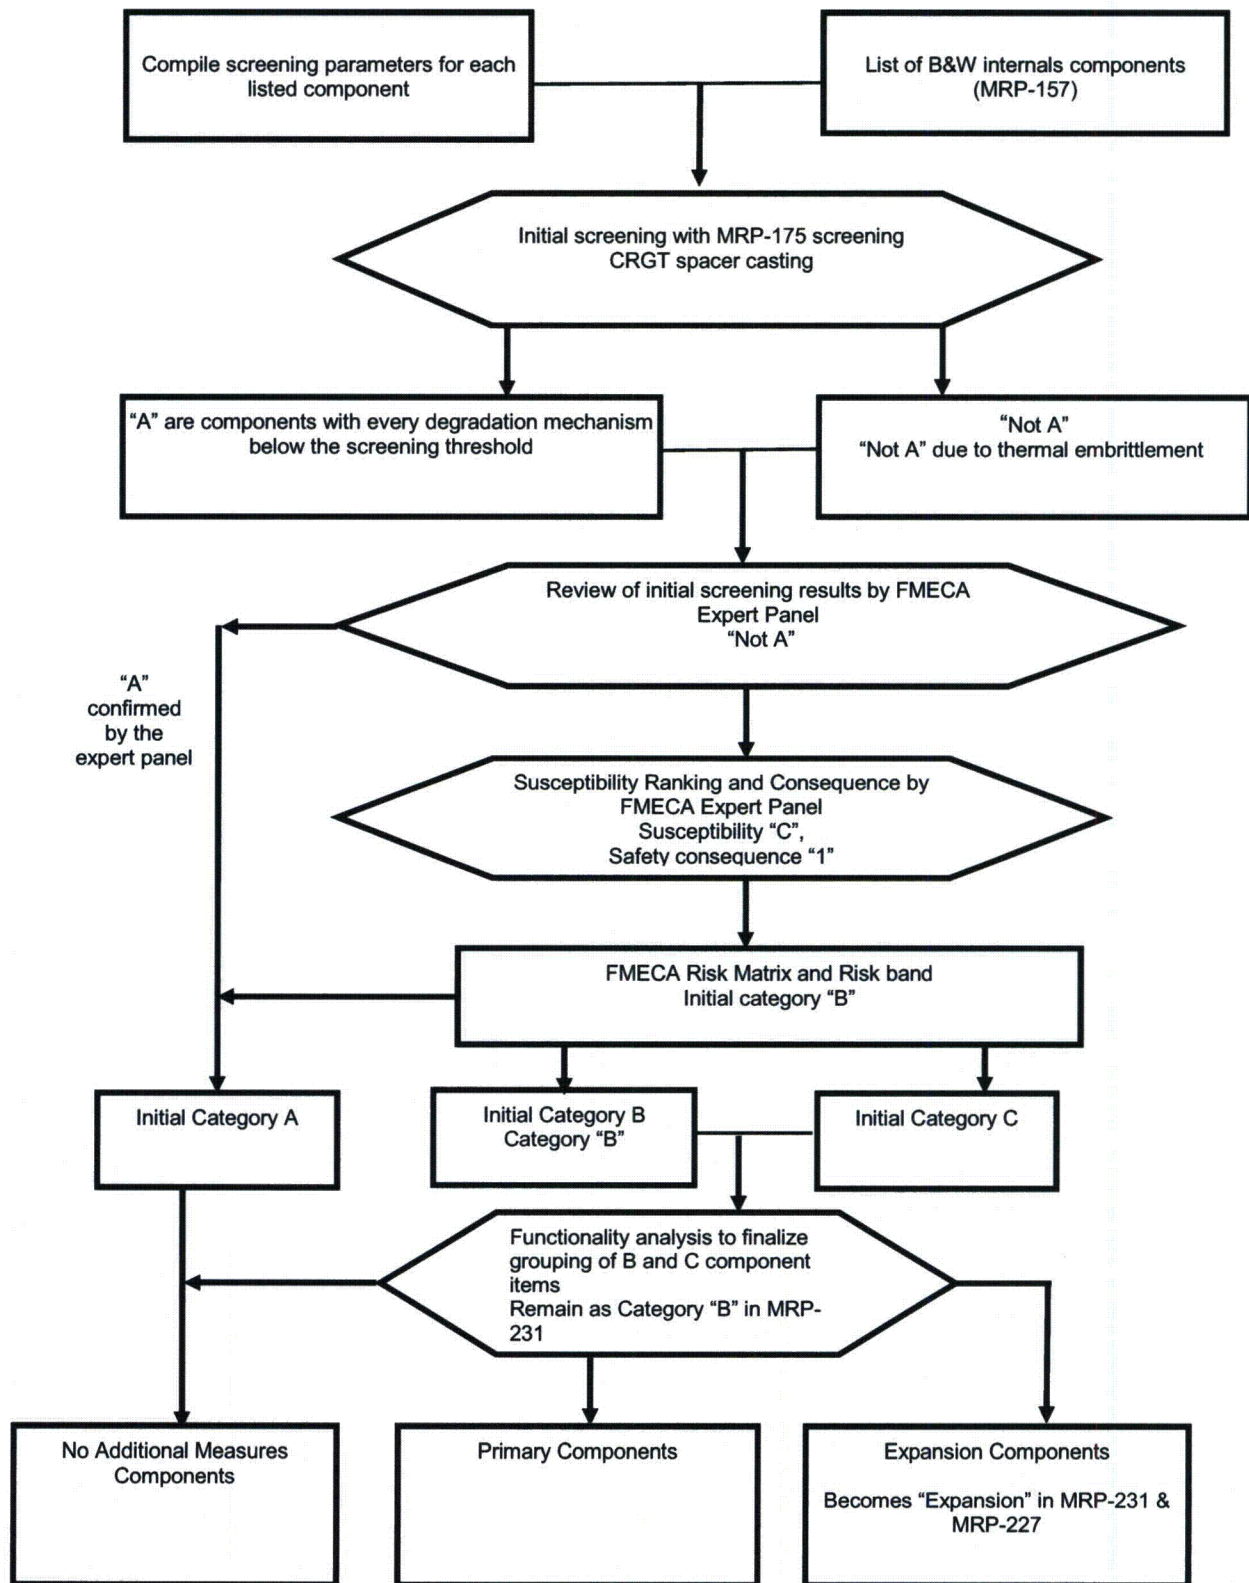 Compile screening parameters for each
listed component
List of B&W internals components
(MRP-157)
Initial screening with MRP-175 screening
CRGT spacer casting
“A” are components with every degradation mechanism
below the screening threshold
“Not A”
“Not A” due to thermal embrittlement
Review of initial screening results by FMECA
Expert Panel
“Not A”
“A”
confirmed
by the
expert panel
Susceptibility Ranking and Consequence by
FMECA Expert Panel
Susceptibility “C”,
Safety consequence “1”
FMECA Risk Matrix and Risk band
Initial category “B”
Initial Category A
Initial Category B
Category “B”
Initial Category C
Functionality analysis to finalize
grouping of B and C component
items
Remain as Category “B” in MRP-
231
No Additional Measures
Components
Primary Components
Expansion Components
Becomes “Expansion” in MRP-231 &
MRP-227